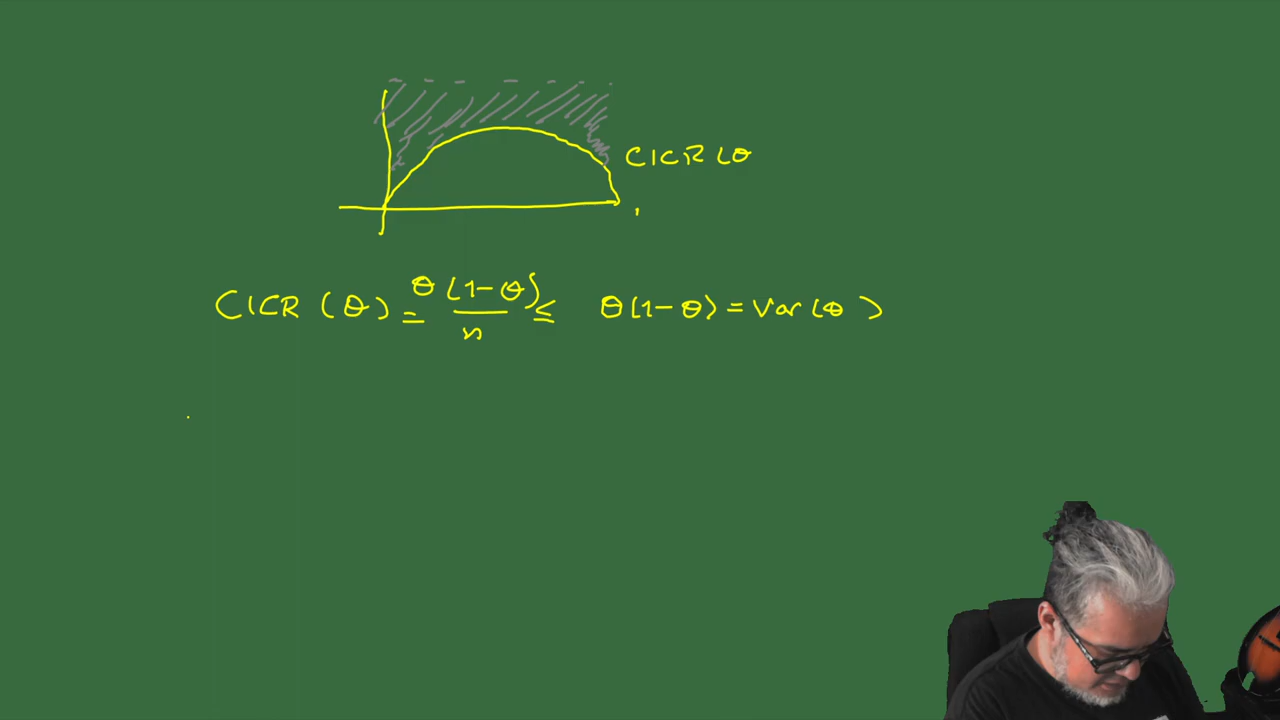 CICR (θ
CICR (θ) = θ(1-θ)/n ≤ θ(1-θ) = Var(θ)